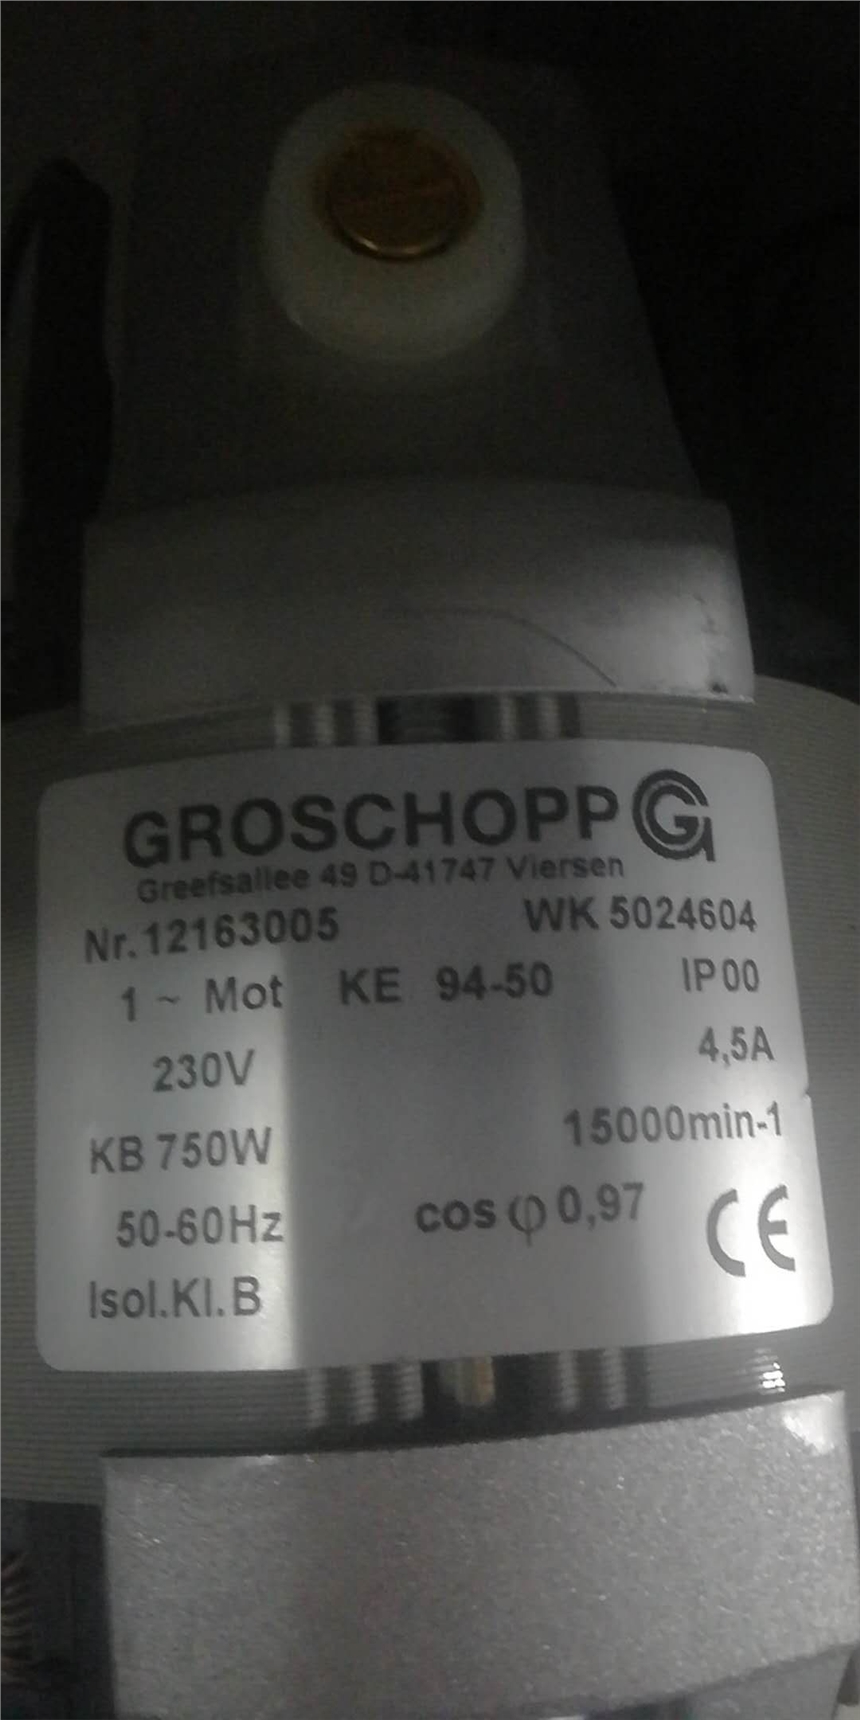 GROSCHOPP G
Greefsallee 49 D-41747 Viersen
Nr. 12163005 WK 5024604
1 ~ Mot KE 94-50 IP00
230V 4,5A
KB 750W 15000min-1
50-60Hz cos φ 0,97 CE
Isol.Kl.B